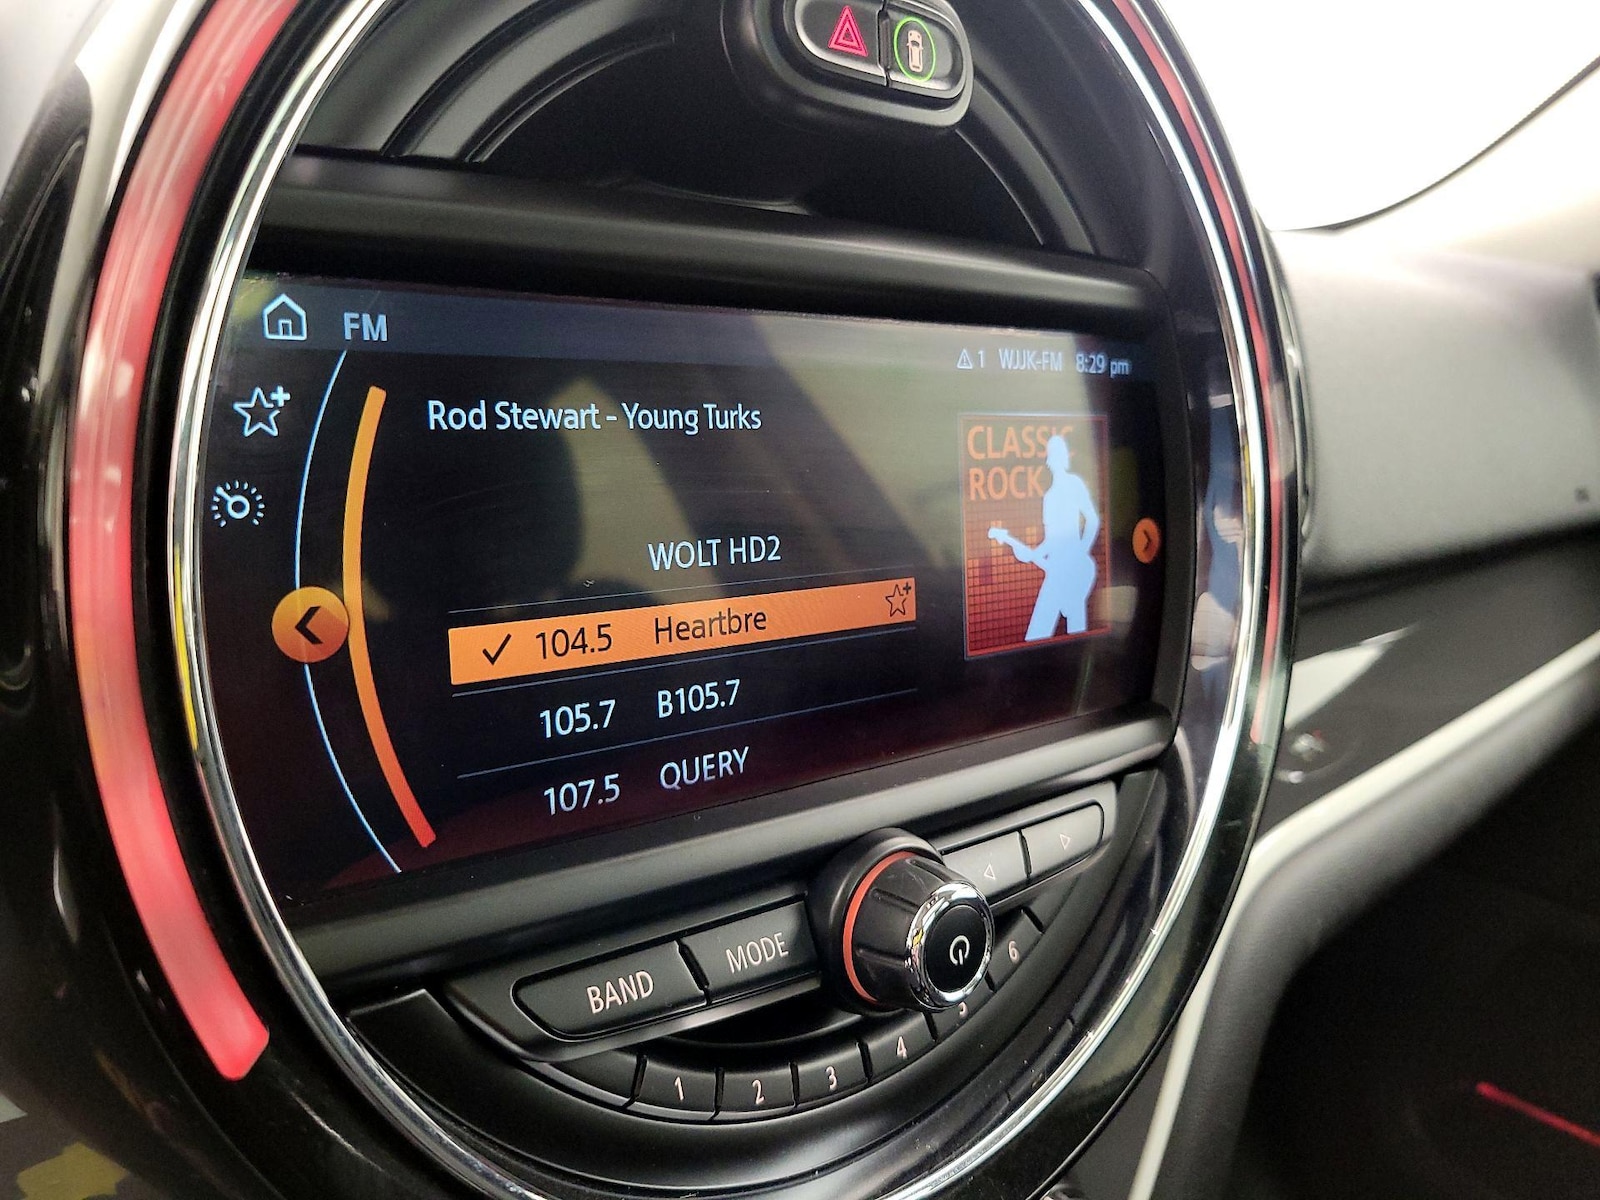 FM
1 WJJK-FM 8:29 pm
Rod Stewart - Young Turks
CLASSIC
ROCK
WOLT HD2
104.5 Heartbre
105.7 B105.7
107.5 QUERY
BAND
MODE
1
2
3
4
5
6